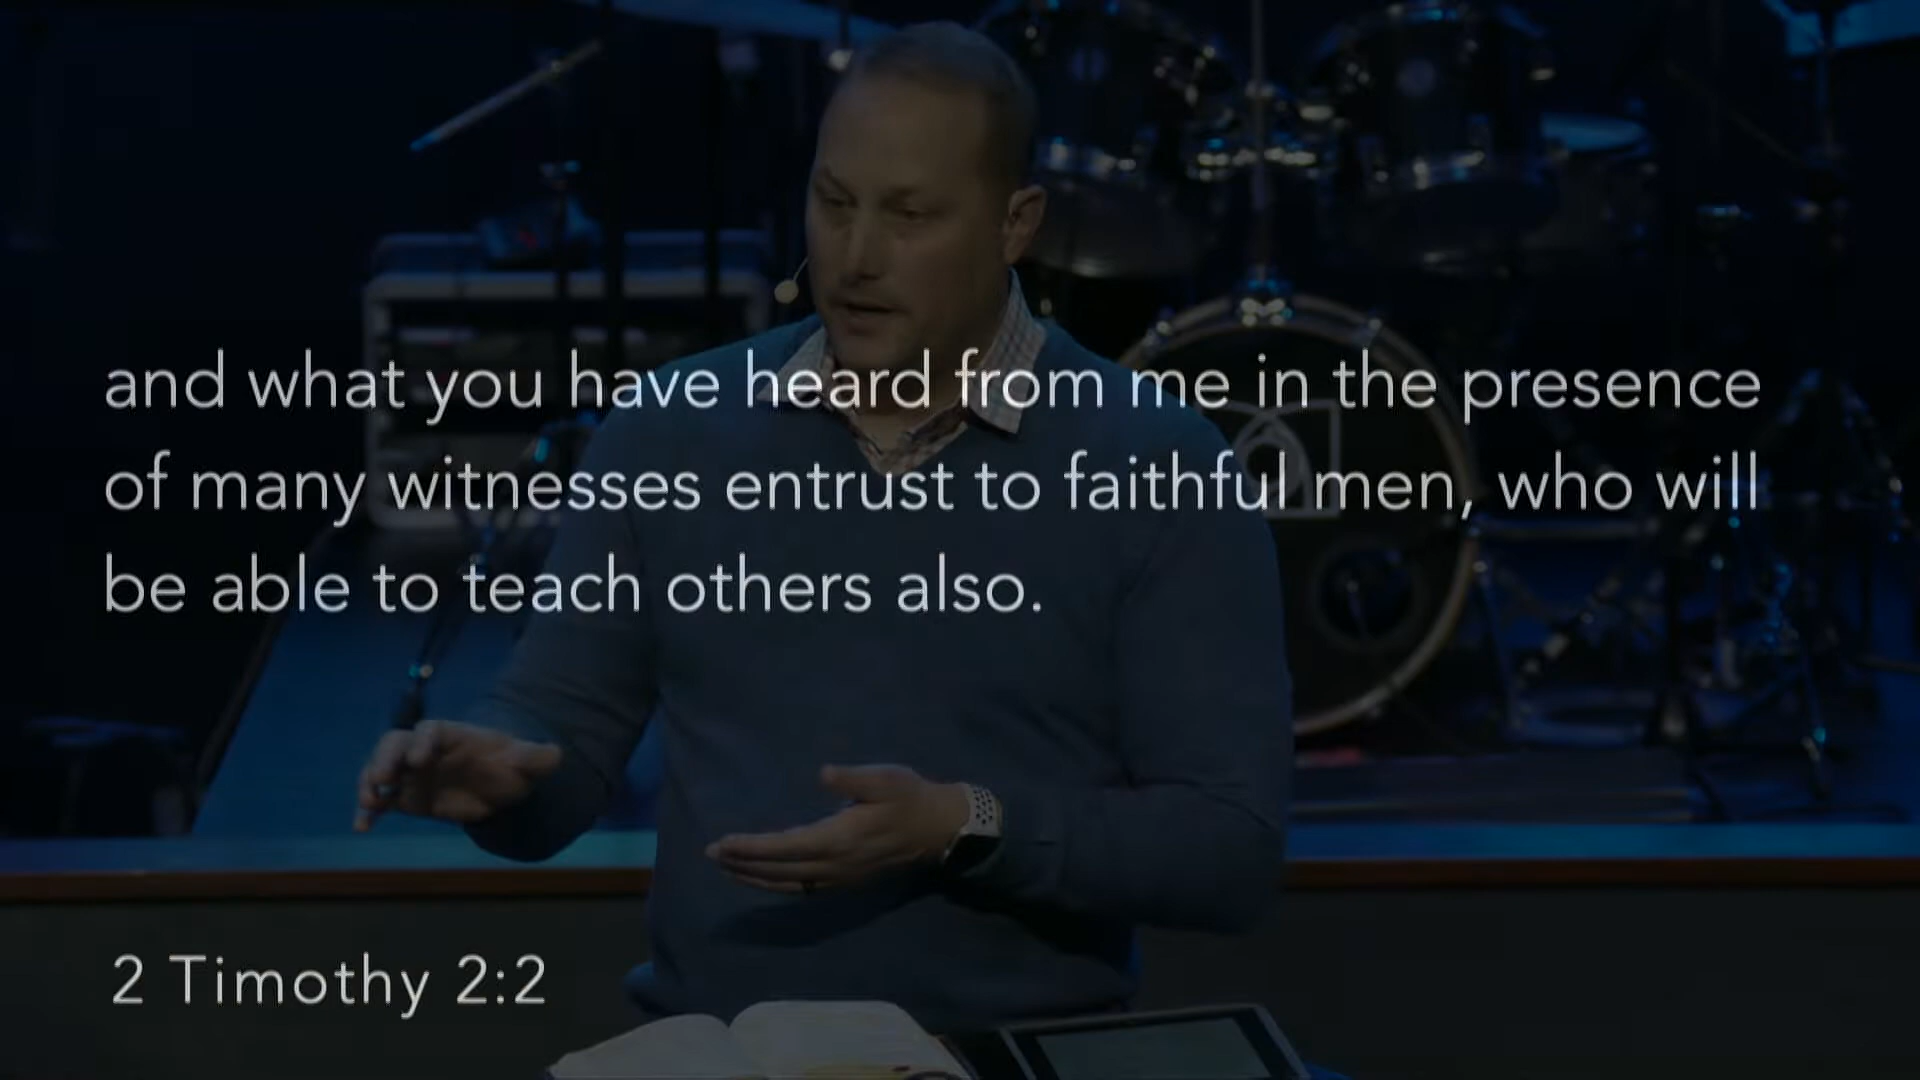 and what you have heard from me in the presence
of many witnesses entrust to faithful men, who will
be able to teach others also.
2 Timothy 2:2